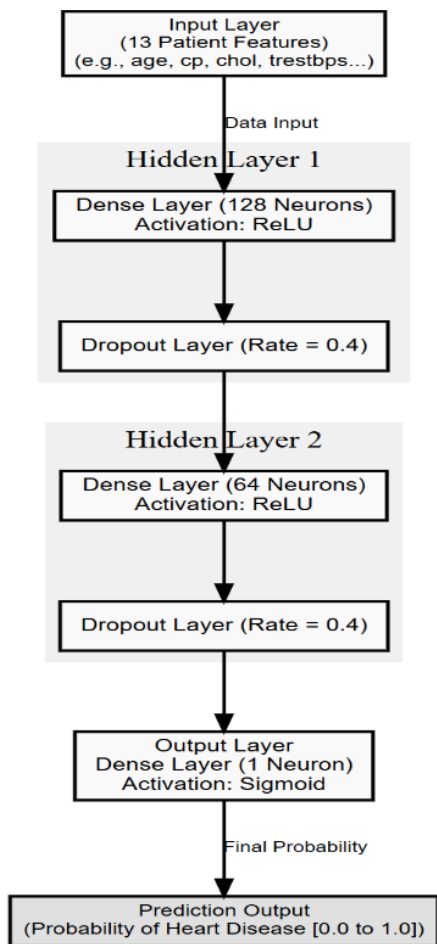 Input Layer
(13 Patient Features)
(e.g., age, cp, chol, trestbps...)
Data Input
Hidden Layer 1
Dense Layer (128 Neurons)
Activation: ReLU
Dropout Layer (Rate = 0.4)
Hidden Layer 2
Dense Layer (64 Neurons)
Activation: ReLU
Dropout Layer (Rate = 0.4)
Output Layer
Dense Layer (1 Neuron)
Activation: Sigmoid
Final Probability
Prediction Output
(Probability of Heart Disease [0.0 to 1.0])